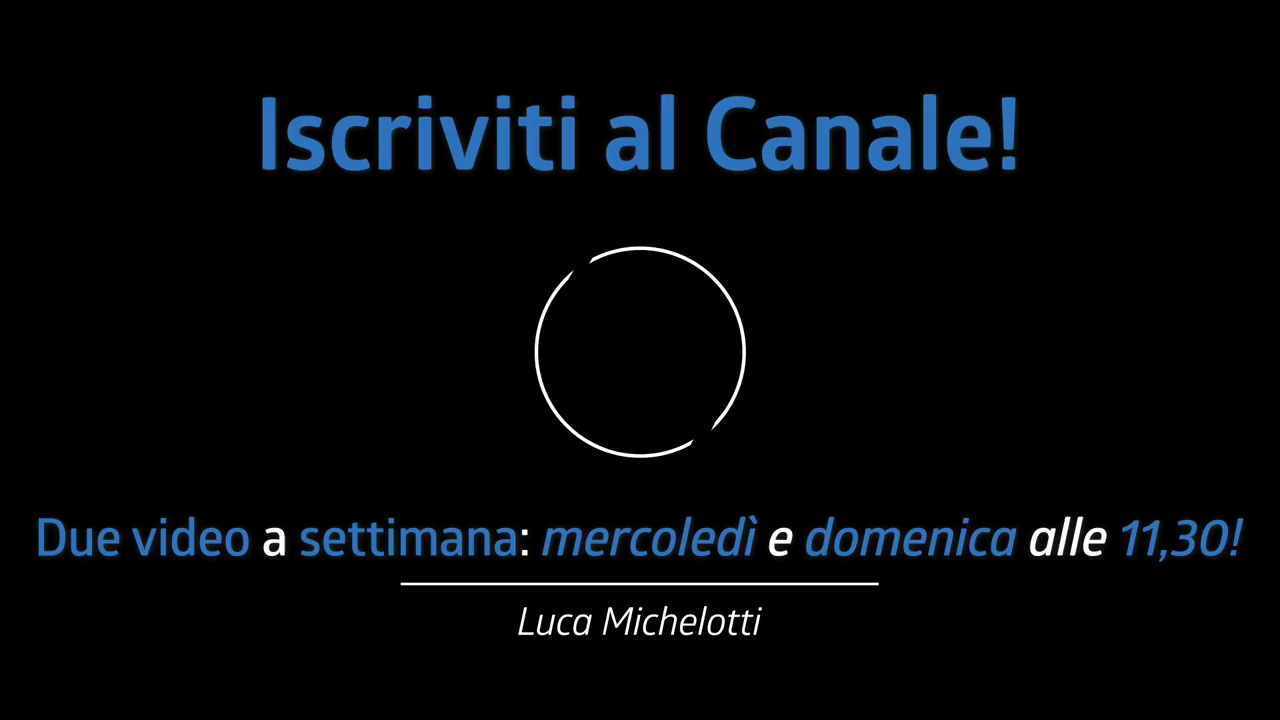 Iscriviti al Canale!
Due video a settimana: mercoledì e domenica alle 11,30!
Luca Michelotti